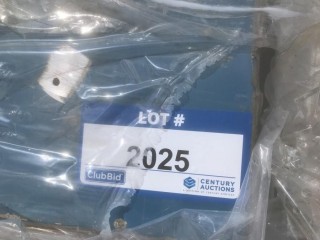 LOT #
2025
ClubBid
CENTURY
AUCTIONS